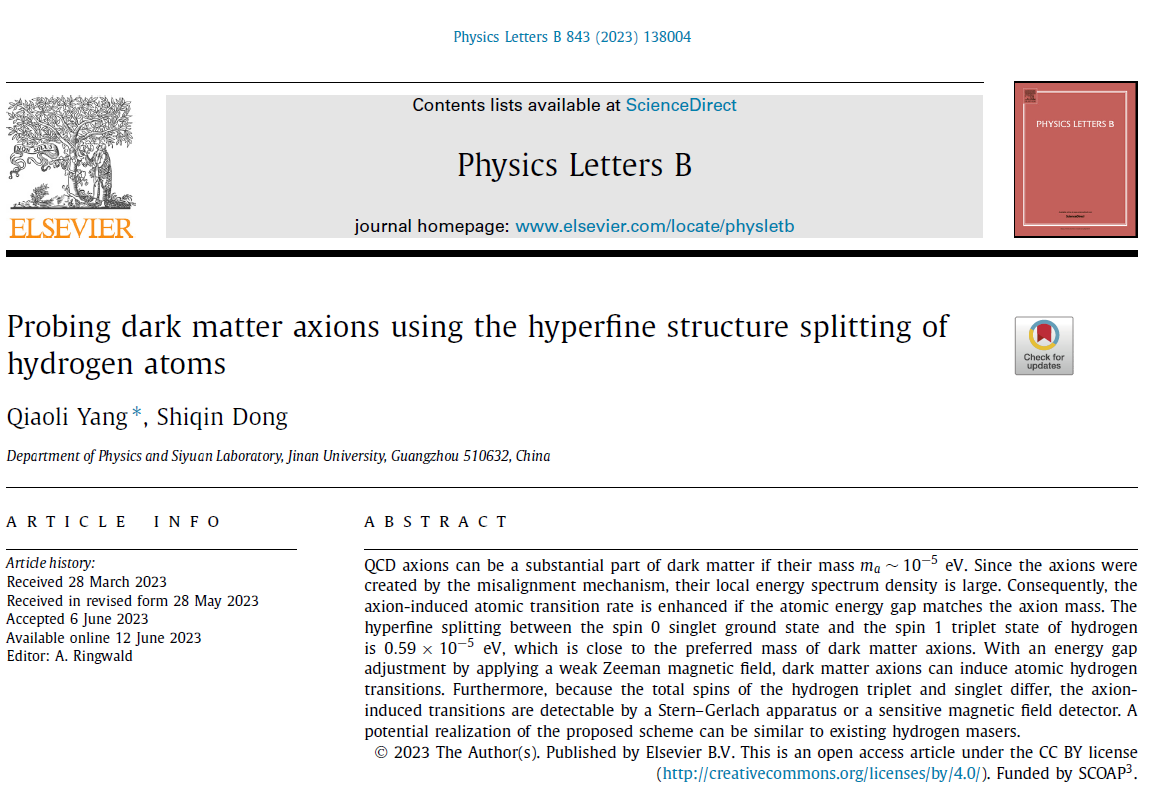 Physics Letters B 843 (2023) 138004
Contents lists available at ScienceDirect
Physics Letters B
journal homepage: www.elsevier.com/locate/physletb
ELSEVIER
PHYSICS LETTERS B
Probing dark matter axions using the hyperfine structure splitting of
hydrogen atoms
Check for
updates
Qiaoli Yang *, Shiqin Dong
Department of Physics and Siyuan Laboratory, Jinan University, Guangzhou 510632, China
ARTICLE INFO
Article history:
Received 28 March 2023
Received in revised form 28 May 2023
Accepted 6 June 2023
Available online 12 June 2023
Editor: A. Ringwald
ABSTRACT
QCD axions can be a substantial part of dark matter if their mass mₐ ∼ 10⁻⁵ eV. Since the axions were
created by the misalignment mechanism, their local energy spectrum density is large. Consequently, the
axion-induced atomic transition rate is enhanced if the atomic energy gap matches the axion mass. The
hyperfine splitting between the spin 0 singlet ground state and the spin 1 triplet state of hydrogen
is 0.59 × 10⁻⁵ eV, which is close to the preferred mass of dark matter axions. With an energy gap
adjustment by applying a weak Zeeman magnetic field, dark matter axions can induce atomic hydrogen
transitions. Furthermore, because the total spins of the hydrogen triplet and singlet differ, the axion-
induced transitions are detectable by a Stern–Gerlach apparatus or a sensitive magnetic field detector. A
potential realization of the proposed scheme can be similar to existing hydrogen masers.
© 2023 The Author(s). Published by Elsevier B.V. This is an open access article under the CC BY license
(http://creativecommons.org/licenses/by/4.0/). Funded by SCOAP³.